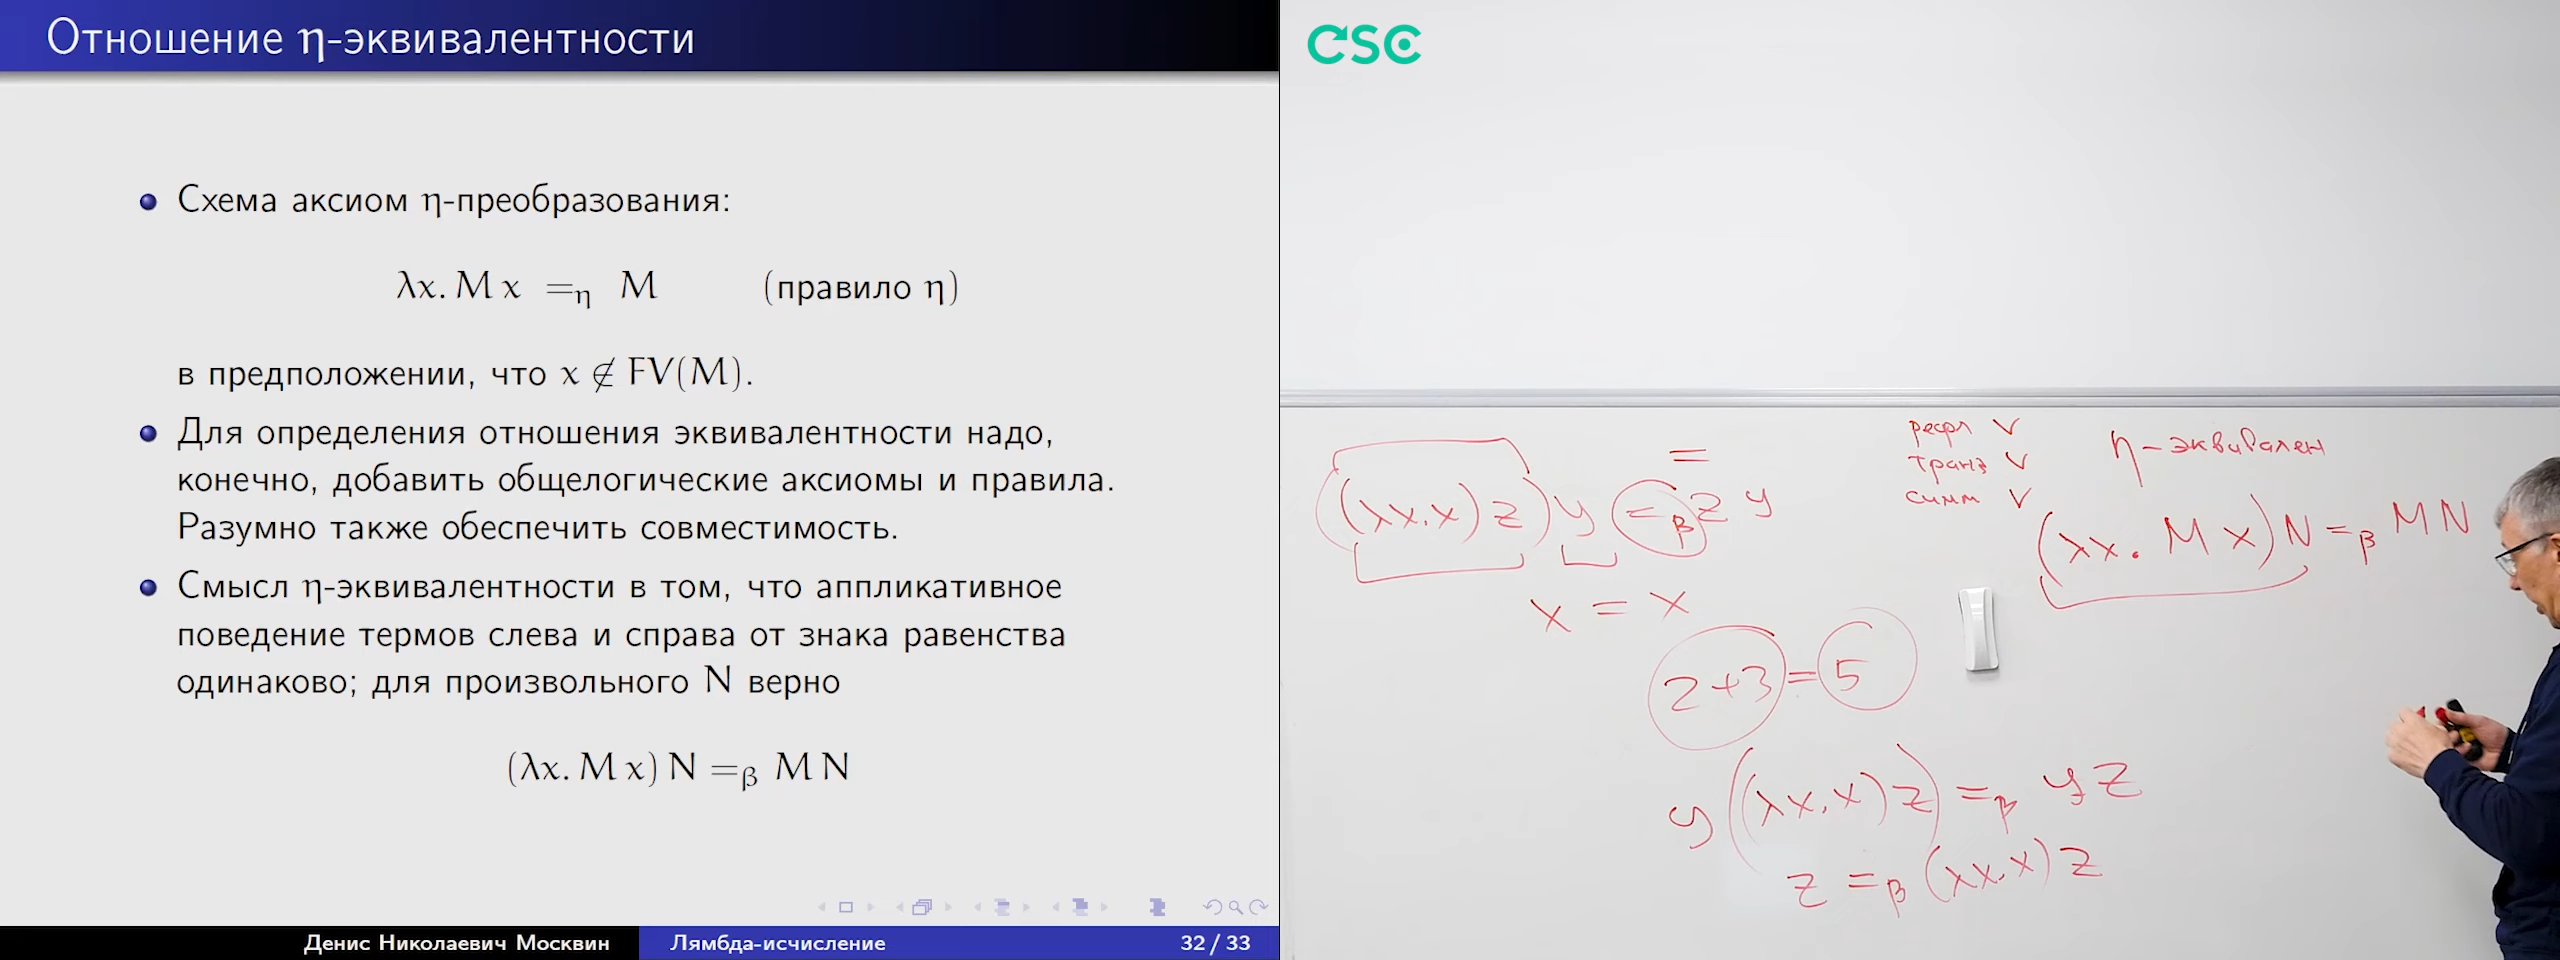 Отношение η-эквивалентности
Схема аксиом η-преобразования:
λx. M x =η M (правило η)
в предположении, что x ∉ FV(M).
Для определения отношения эквивалентности надо,
конечно, добавить общелогические аксиомы и правила.
Разумно также обеспечить совместимость.
Смысл η-эквивалентности в том, что аппликативное
поведение термов слева и справа от знака равенства
одинаково; для произвольного N верно
(λx. M x) N =β M N
Денис Николаевич Москвин
Лямбда-исчисление
32 / 33
CSC
=
((λx.x) z) y =β z y
x = x
2+3 = 5
y ((λx.x) z) =β y z
z =β (λx.x) z
рефл V
транз V
симм V
η-эквивален
(λx. M x) N =β M N